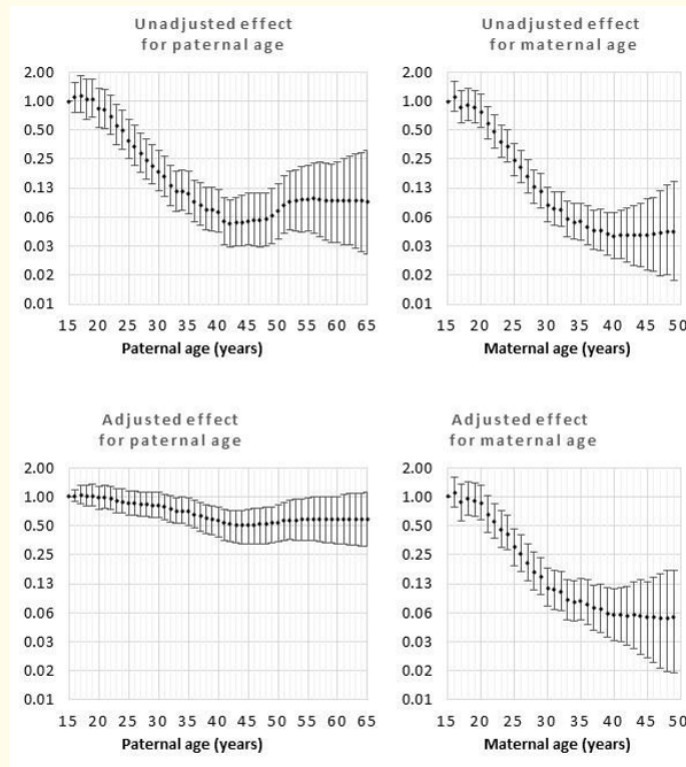 Unadjusted effect
for paternal age
2.00
1.00
0.50
0.25
0.13
0.06
0.03
0.02
0.01
15 20 25 30 35 40 45 50 55 60 65
Paternal age (years)
Unadjusted effect
for maternal age
2.00
1.00
0.50
0.25
0.13
0.06
0.03
0.02
0.01
15 20 25 30 35 40 45 50
Maternal age (years)
Adjusted effect
for paternal age
2.00
1.00
0.50
0.25
0.13
0.06
0.03
0.02
0.01
15 20 25 30 35 40 45 50 55 60 65
Paternal age (years)
Adjusted effect
for maternal age
2.00
1.00
0.50
0.25
0.13
0.06
0.03
0.02
0.01
15 20 25 30 35 40 45 50
Maternal age (years)